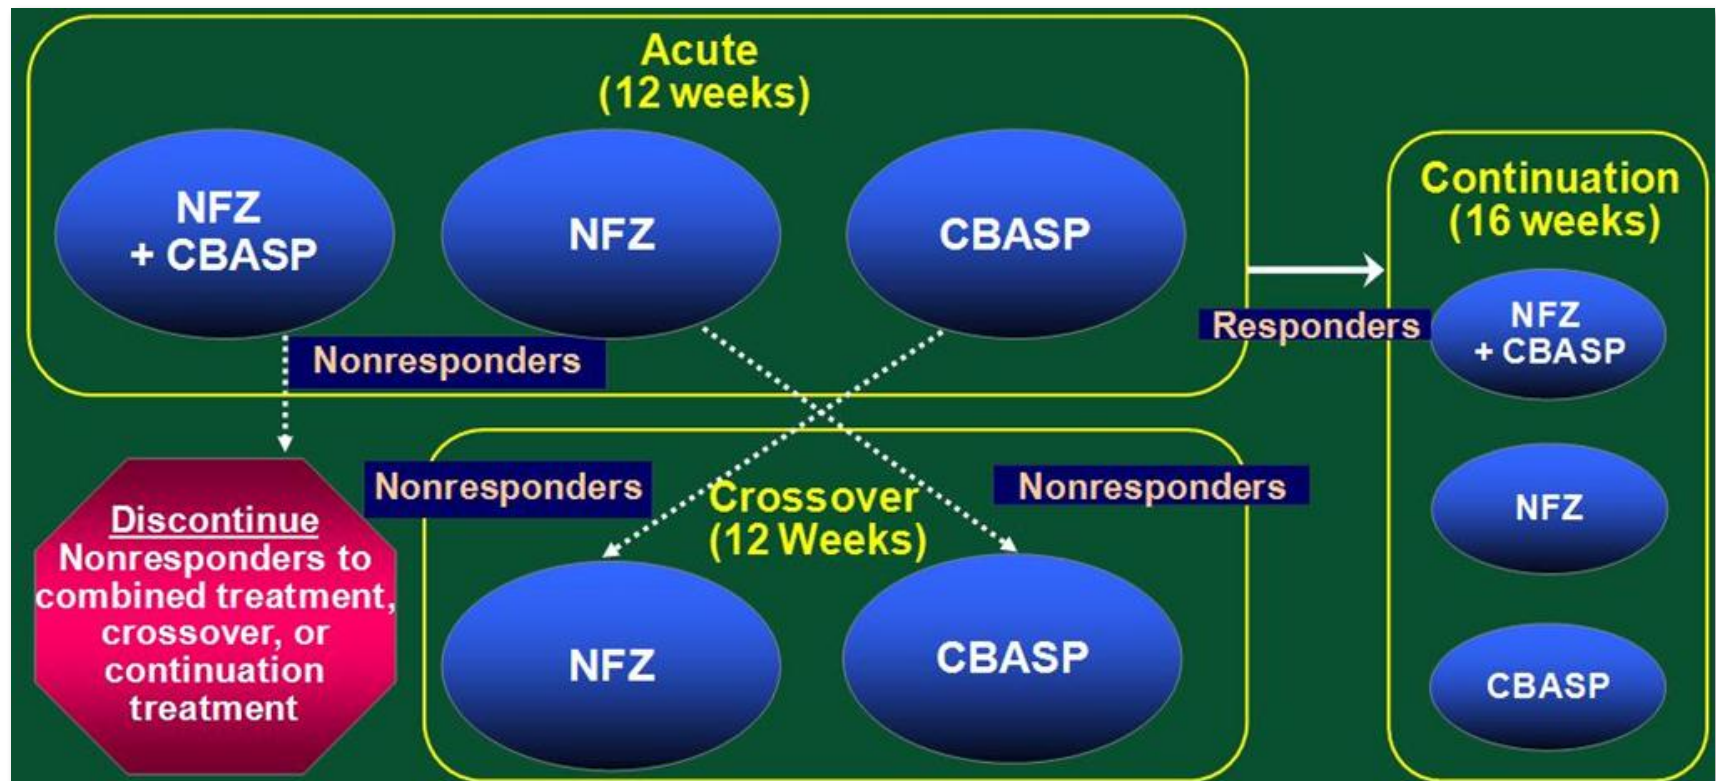 Acute
(12 weeks)
NFZ
+ CBASP
NFZ
CBASP
Nonresponders
Responders
Continuation
(16 weeks)
NFZ
+ CBASP
NFZ
CBASP
Discontinue
Nonresponders to
combined treatment,
crossover, or
continuation
treatment
Nonresponders
Nonresponders
Crossover
(12 Weeks)
NFZ
CBASP